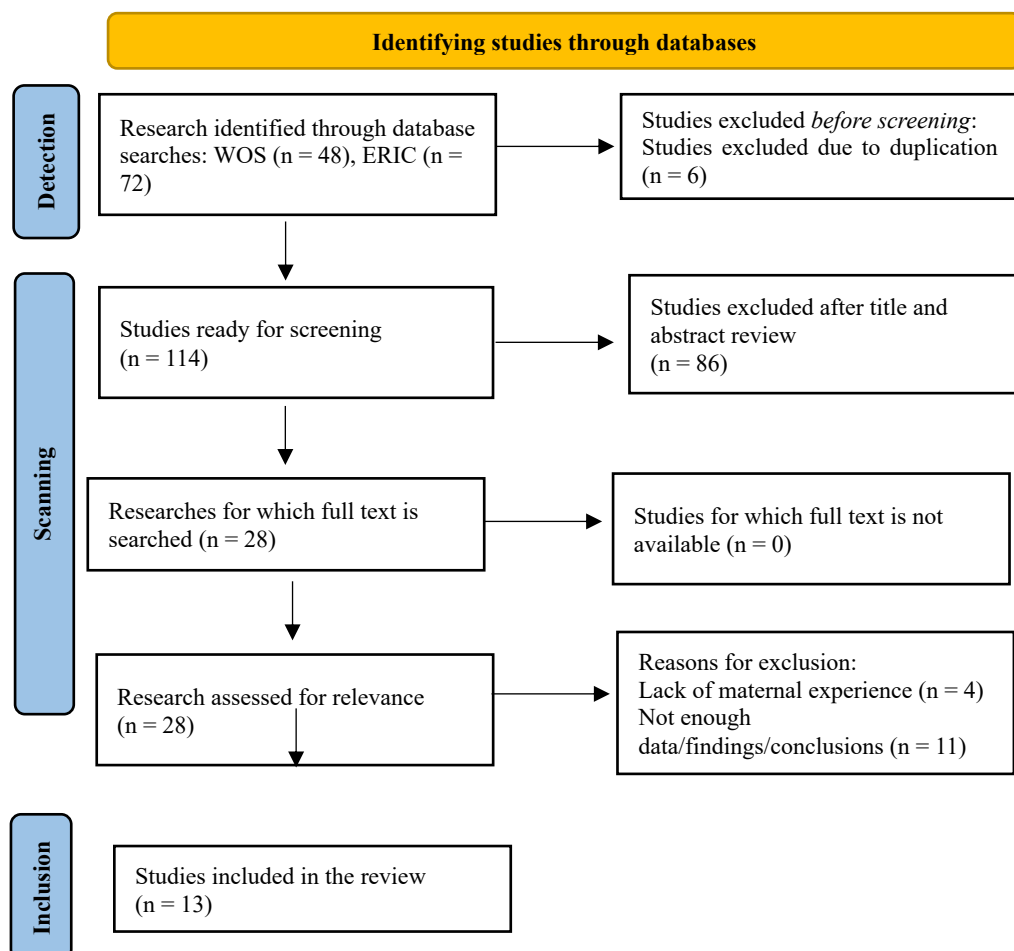 Identifying studies through databases
Detection
Research identified through database
searches: WOS (n = 48), ERIC (n =
72)
Studies excluded before screening:
Studies excluded due to duplication
(n = 6)
Scanning
Studies ready for screening
(n = 114)
Studies excluded after title and
abstract review
(n = 86)
Researches for which full text is
searched (n = 28)
Studies for which full text is not
available (n = 0)
Research assessed for relevance
(n = 28)
Reasons for exclusion:
Lack of maternal experience (n = 4)
Not enough
data/findings/conclusions (n = 11)
Inclusion
Studies included in the review
(n = 13)